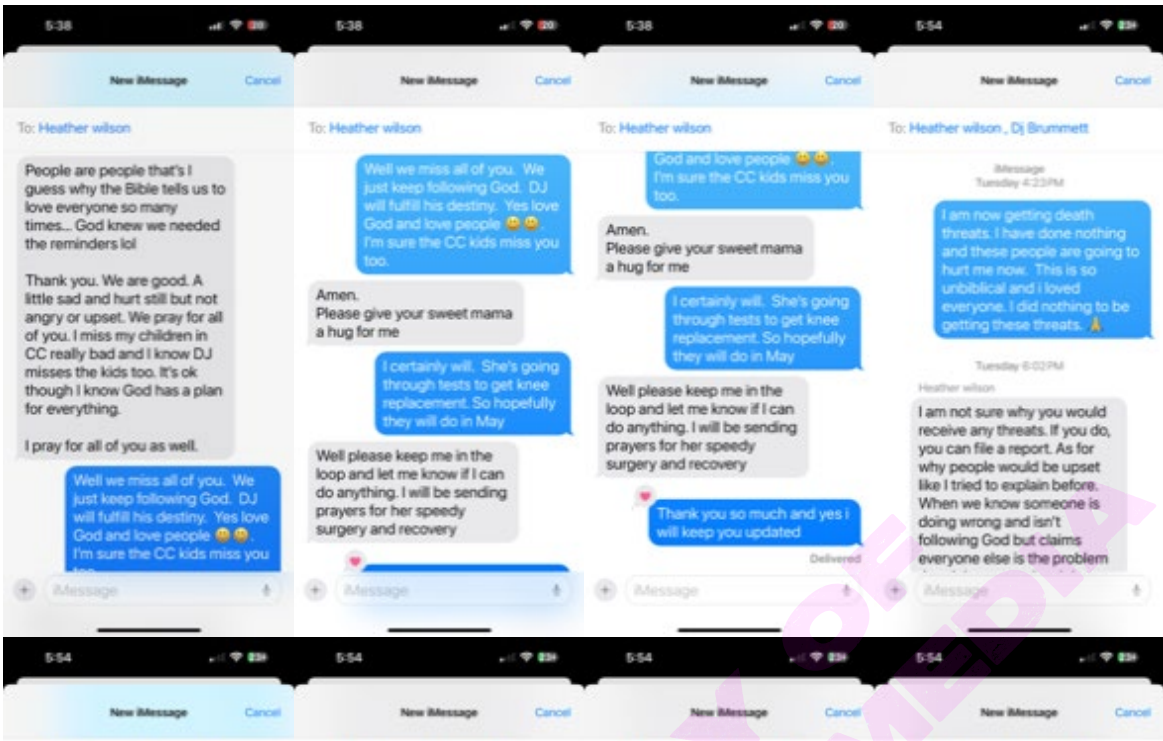 5:38
20
New iMessage
Cancel
To: Heather wilson
People are people that's I
guess why the Bible tells us to
love everyone so many
times... God knew we needed
the reminders lol
Thank you. We are good. A
little sad and hurt still but not
angry or upset. We pray for all
of you. I miss my children in
CC really bad and I know DJ
misses the kids too. It's ok
though I know God has a plan
for everything.
I pray for all of you as well.
Well we miss all of you. We
just keep following God. DJ
will fulfill his destiny. Yes love
God and love people 😀 😀.
I'm sure the CC kids miss you
too.
iMessage
5:38
20
New iMessage
Cancel
To: Heather wilson
Well we miss all of you. We
just keep following God. DJ
will fulfill his destiny. Yes love
God and love people 😀 😀.
I'm sure the CC kids miss you
too.
Amen.
Please give your sweet mama
a hug for me
I certainly will. She's going
through tests to get knee
replacement. So hopefully
they will do in May
Well please keep me in the
loop and let me know if I can
do anything. I will be sending
prayers for her speedy
surgery and recovery
iMessage
5:38
20
New iMessage
Cancel
To: Heather wilson
God and love people 😀 😀.
I'm sure the CC kids miss you
too.
Amen.
Please give your sweet mama
a hug for me
I certainly will. She's going
through tests to get knee
replacement. So hopefully
they will do in May
Well please keep me in the
loop and let me know if I can
do anything. I will be sending
prayers for her speedy
surgery and recovery
Thank you so much and yes i
will keep you updated
Delivered
iMessage
5:54
New iMessage
Cancel
To: Heather wilson , Dj Brummett
iMessage
Tuesday 4:23 PM
I am now getting death
threats. I have done nothing
and these people are going to
hurt me now. This is so
unbiblical and i loved
everyone. I did nothing to be
getting these threats. 🙏
Tuesday 6:02 PM
Heather wilson
I am not sure why you would
receive any threats. If you do,
you can file a report. As for
why people would be upset
like I tried to explain before.
When we know someone is
doing wrong and isn't
following God but claims
everyone else is the problem
iMessage
5:54
New iMessage
Cancel
5:54
New iMessage
Cancel
5:54
New iMessage
Cancel
5:54
New iMessage
Cancel
Y OF
MEDIA